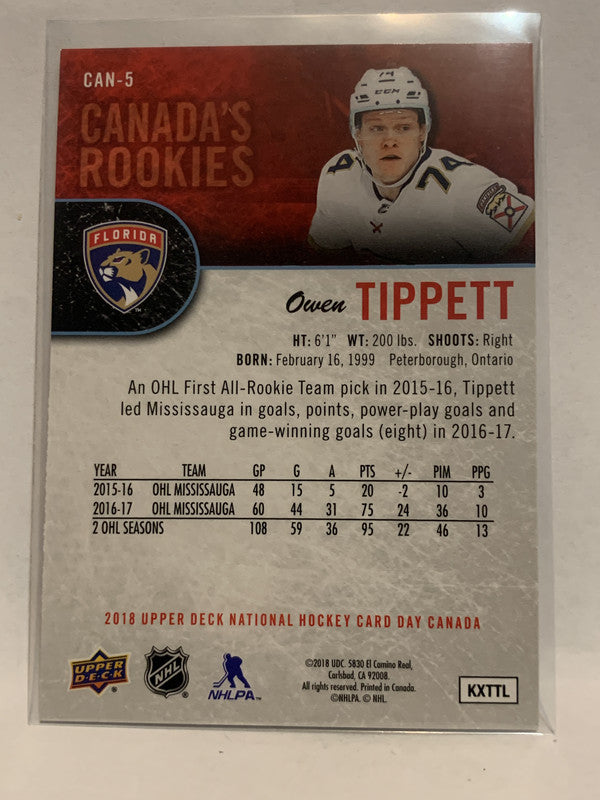 CAN-5
CANADA'S
ROOKIES
74
CCM
74
FLORIDA
Owen TIPPETT
HT: 6'1" WT: 200 lbs. SHOOTS: Right
BORN: February 16, 1999 Peterborough, Ontario
An OHL First All-Rookie Team pick in 2015-16, Tippett
led Mississauga in goals, points, power-play goals and
game-winning goals (eight) in 2016-17.
YEAR TEAM GP G A PTS +/- PIM PPG
2015-16 OHL MISSISSAUGA 48 15 5 20 -2 10 3
2016-17 OHL MISSISSAUGA 60 44 31 75 24 36 10
2 OHL SEASONS 108 59 36 95 22 46 13
2018 UPPER DECK NATIONAL HOCKEY CARD DAY CANADA
UPPER
DECK
NHL
NHLPA
©2018 UDC. 5830 El Camino Real,
Carlsbad, CA 92008.
All rights reserved. Printed in Canada.
©NHLPA. © NHL.
KXTTL